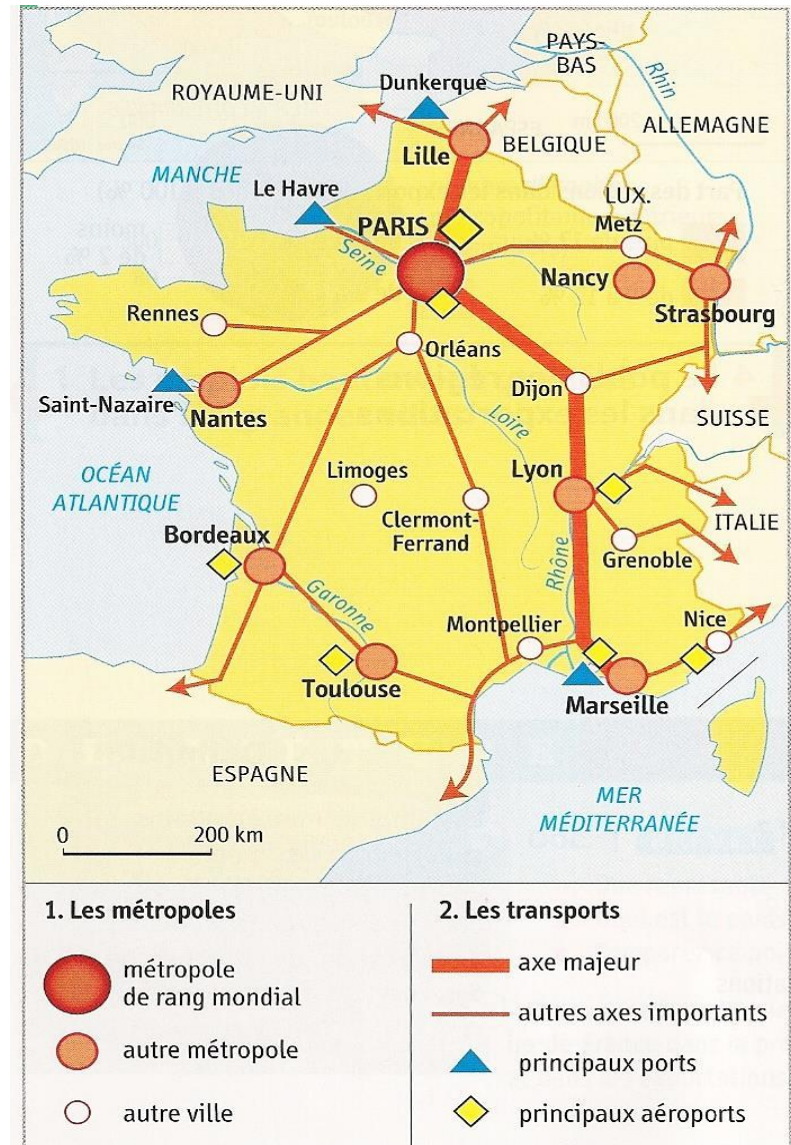 PAYS-
BAS
Rhin
Dunkerque
ROYAUME-UNI
ALLEMAGNE
Lille
BELGIQUE
MANCHE
Le Havre
LUX.
PARIS
Metz
Seine
Nancy
Strasbourg
Rennes
Orléans
Saint-Nazaire
Nantes
Dijon
SUISSE
Loire
OCÉAN
ATLANTIQUE
Limoges
Lyon
Clermont-
Ferrand
ITALIE
Bordeaux
Grenoble
Rhône
Garonne
Montpellier
Nice
Toulouse
Marseille
ESPAGNE
MER
MÉDITERRANÉE
0 200 km
1. Les métropoles
métropole
de rang mondial
autre métropole
autre ville
2. Les transports
axe majeur
autres axes importants
principaux ports
principaux aéroports